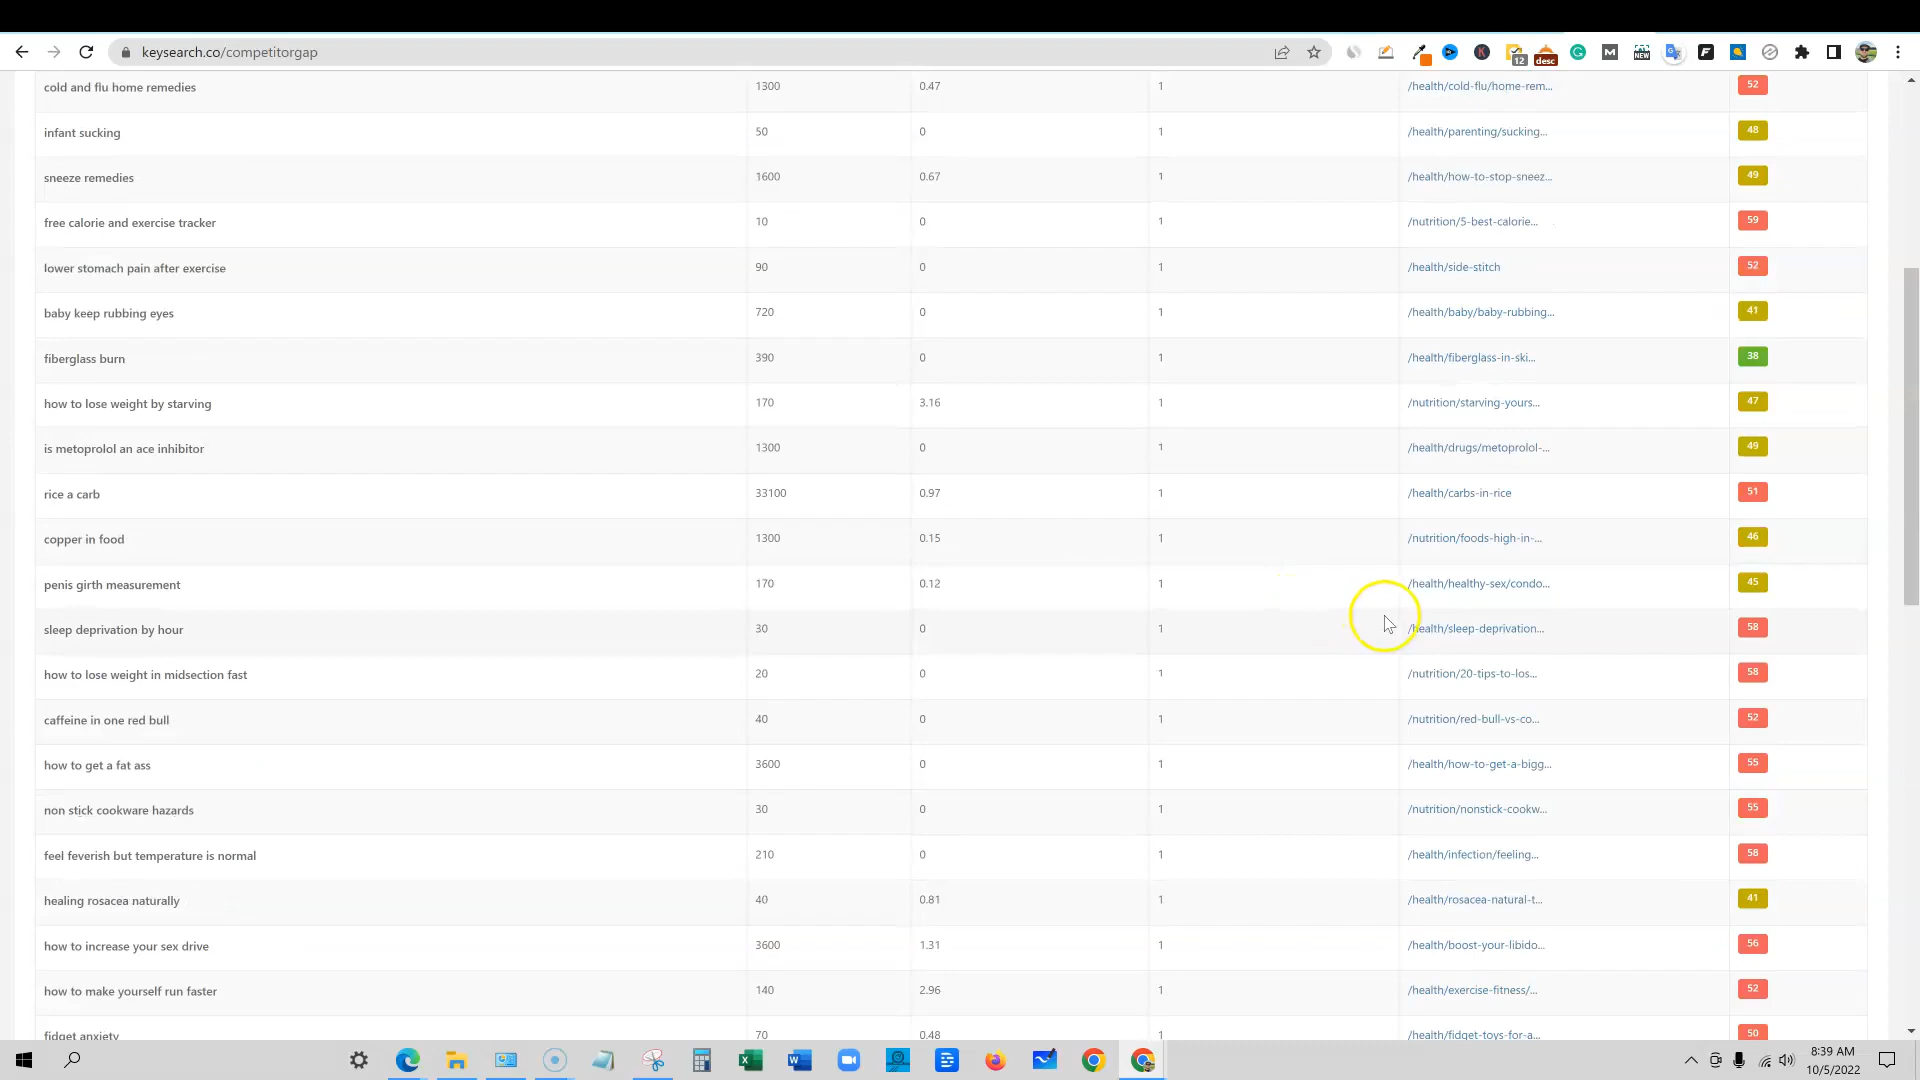 keysearch.co/competitorgap
12
desc
NEW
cold and flu home remedies 1300 0.47 1 /health/cold-flu/home-rem... 52
infant sucking 50 0 1 /health/parenting/sucking... 48
sneeze remedies 1600 0.67 1 /health/how-to-stop-sneez... 49
free calorie and exercise tracker 10 0 1 /nutrition/5-best-calorie... 59
lower stomach pain after exercise 90 0 1 /health/side-stitch 52
baby keep rubbing eyes 720 0 1 /health/baby/baby-rubbing... 41
fiberglass burn 390 0 1 /health/fiberglass-in-ski... 38
how to lose weight by starving 170 3.16 1 /nutrition/starving-yours... 47
is metoprolol an ace inhibitor 1300 0 1 /health/drugs/metoprolol-... 49
rice a carb 33100 0.97 1 /health/carbs-in-rice 51
copper in food 1300 0.15 1 /nutrition/foods-high-in-... 46
penis girth measurement 170 0.12 1 /health/healthy-sex/condo... 45
sleep deprivation by hour 30 0 1 /health/sleep-deprivation... 58
how to lose weight in midsection fast 20 0 1 /nutrition/20-tips-to-los... 58
caffeine in one red bull 40 0 1 /nutrition/red-bull-vs-co... 52
how to get a fat ass 3600 0 1 /health/how-to-get-a-bigg... 55
non stick cookware hazards 30 0 1 /nutrition/nonstick-cookw... 55
feel feverish but temperature is normal 210 0 1 /health/infection/feeling... 58
healing rosacea naturally 40 0.81 1 /health/rosacea-natural-t... 41
how to increase your sex drive 3600 1.31 1 /health/boost-your-libido... 56
how to make yourself run faster 140 2.96 1 /health/exercise-fitness/... 52
fidget anxiety 70 0.48 1 /health/fidget-toys-for-a... 50
8:39 AM
10/5/2022